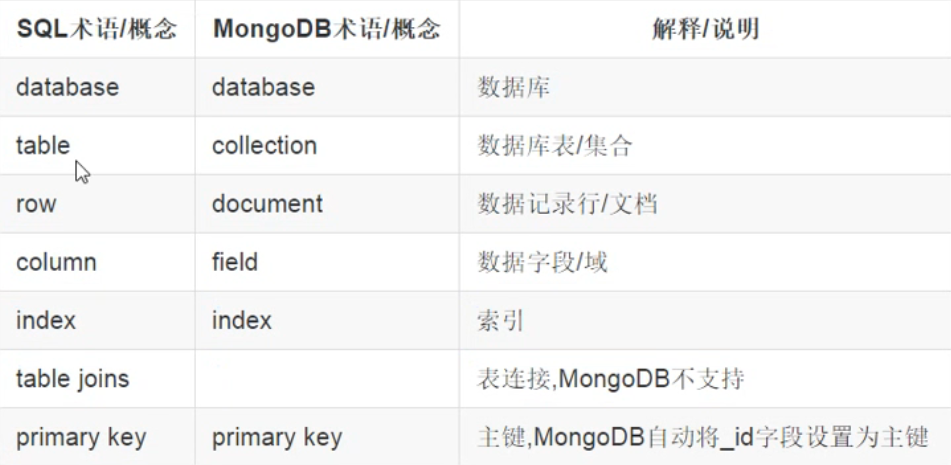 SQL术语/概念 MongoDB术语/概念 解释/说明
database database 数据库
table collection 数据库表/集合
row document 数据记录行/文档
column field 数据字段/域
index index 索引
table joins 表连接,MongoDB不支持
primary key primary key 主键,MongoDB自动将_id字段设置为主键